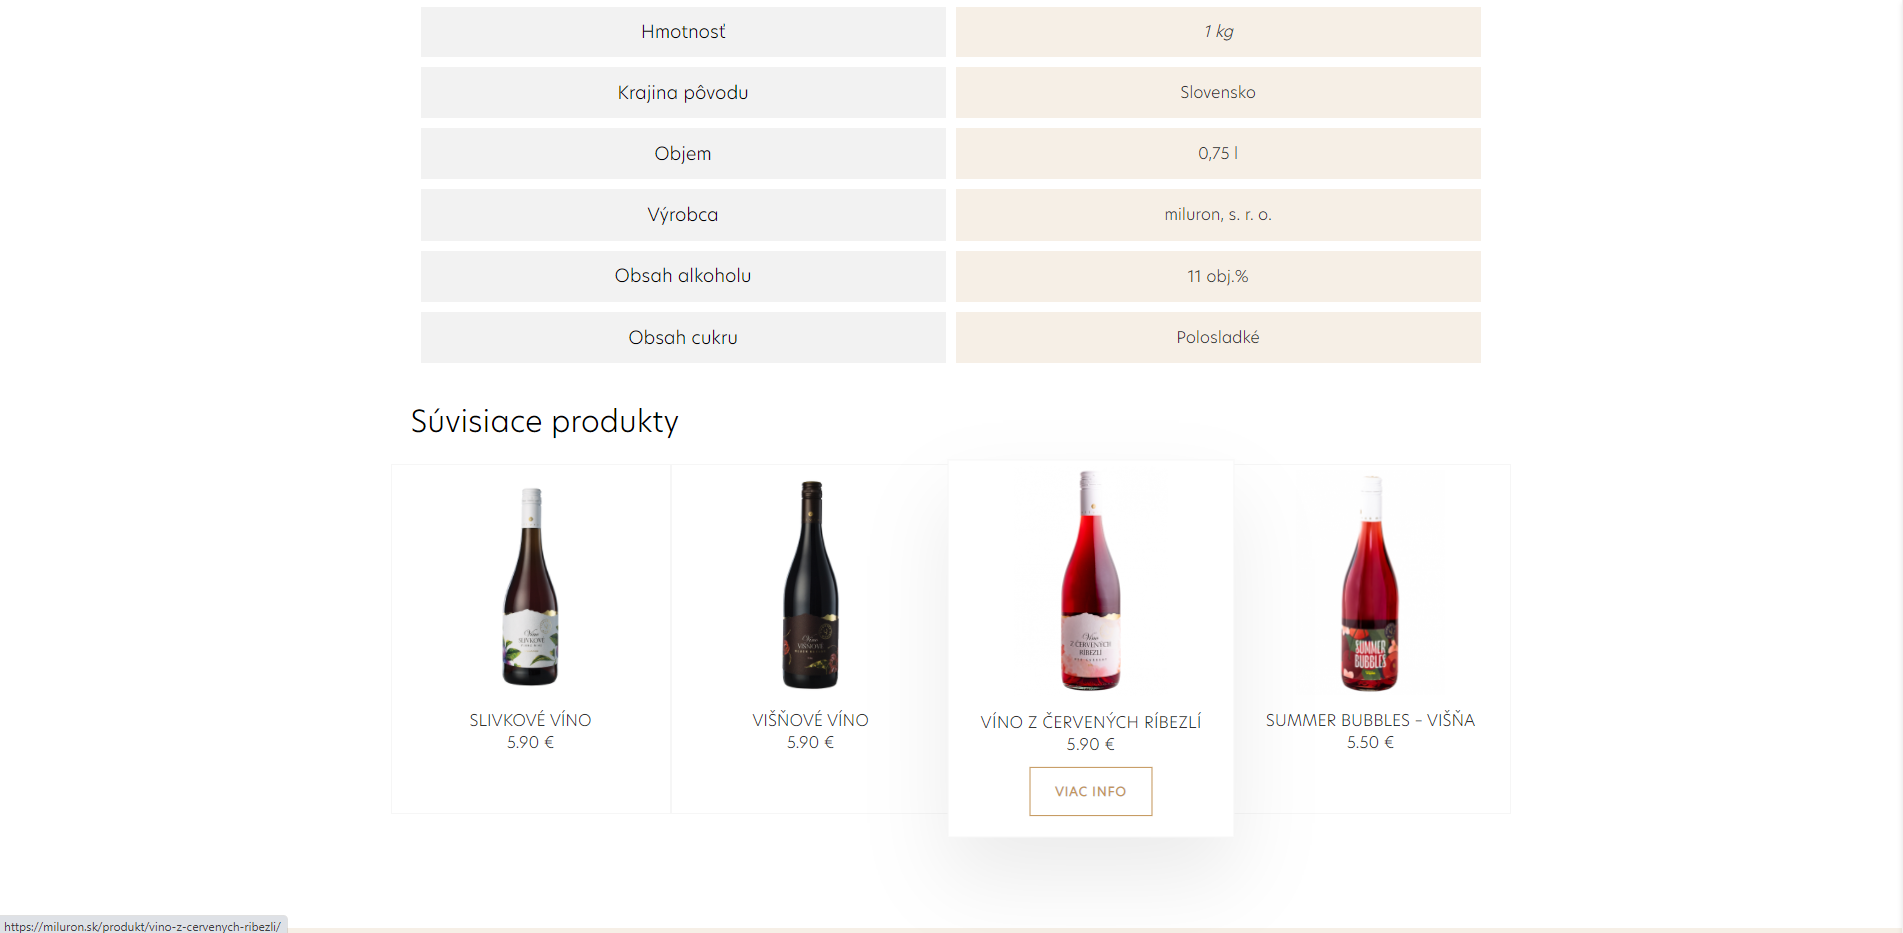 Hmotnosť 1 kg
Krajina pôvodu Slovensko
Objem 0,75 l
Výrobca miluron, s. r. o.
Obsah alkoholu 11 obj.%
Obsah cukru Polosladké
Súvisiace produkty
Víno
SLIVKOVÉ
Víno
VIŠŇOVÉ
Víno
Z ČERVENÝCH
RÍBEZLÍ
SUMMER
BUBBLES
SLIVKOVÉ VÍNO
5.90 €
VIŠŇOVÉ VÍNO
5.90 €
VÍNO Z ČERVENÝCH RÍBEZLÍ
5.90 €
VIAC INFO
SUMMER BUBBLES – VIŠŇA
5.50 €
https://miluron.sk/produkt/vino-z-cervenych-ribezli/